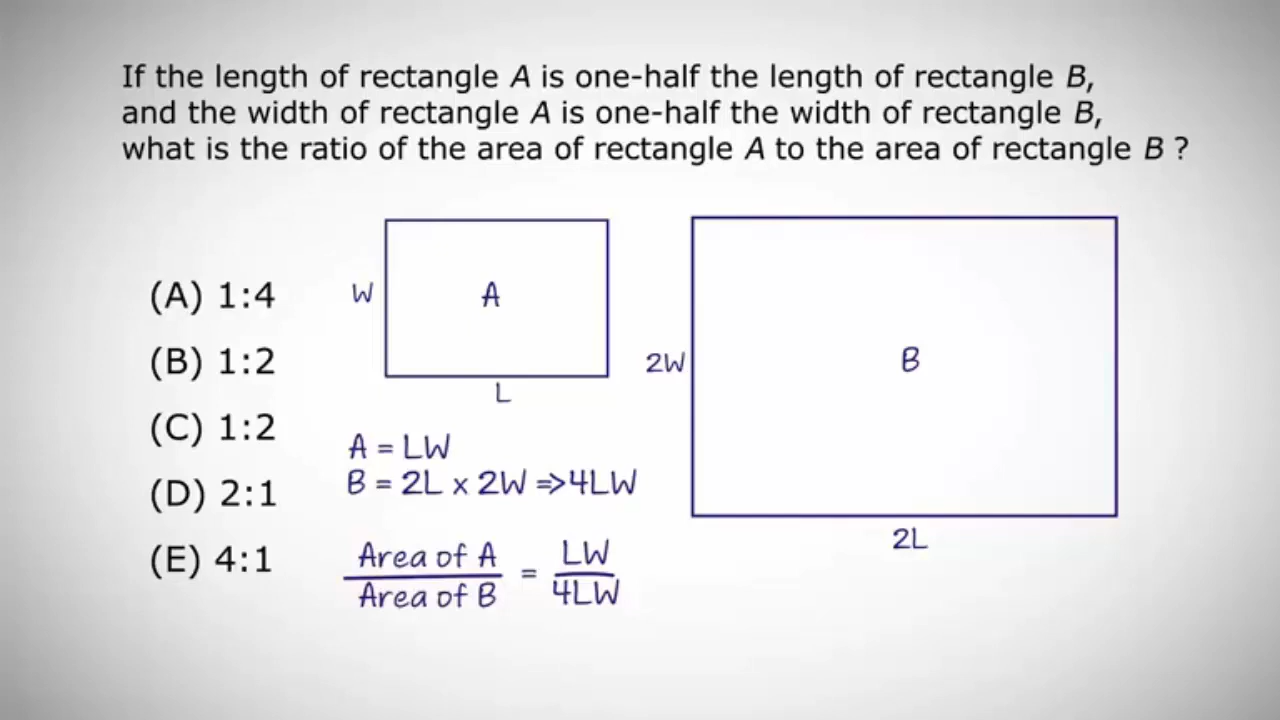 If the length of rectangle A is one-half the length of rectangle B,
and the width of rectangle A is one-half the width of rectangle B,
what is the ratio of the area of rectangle A to the area of rectangle B ?
(A) 1:4
(B) 1:2
(C) 1:2
(D) 2:1
(E) 4:1
W
A
L
2W
B
2L
A = LW
B = 2L x 2W => 4LW
Area of A
Area of B
=
LW
4LW